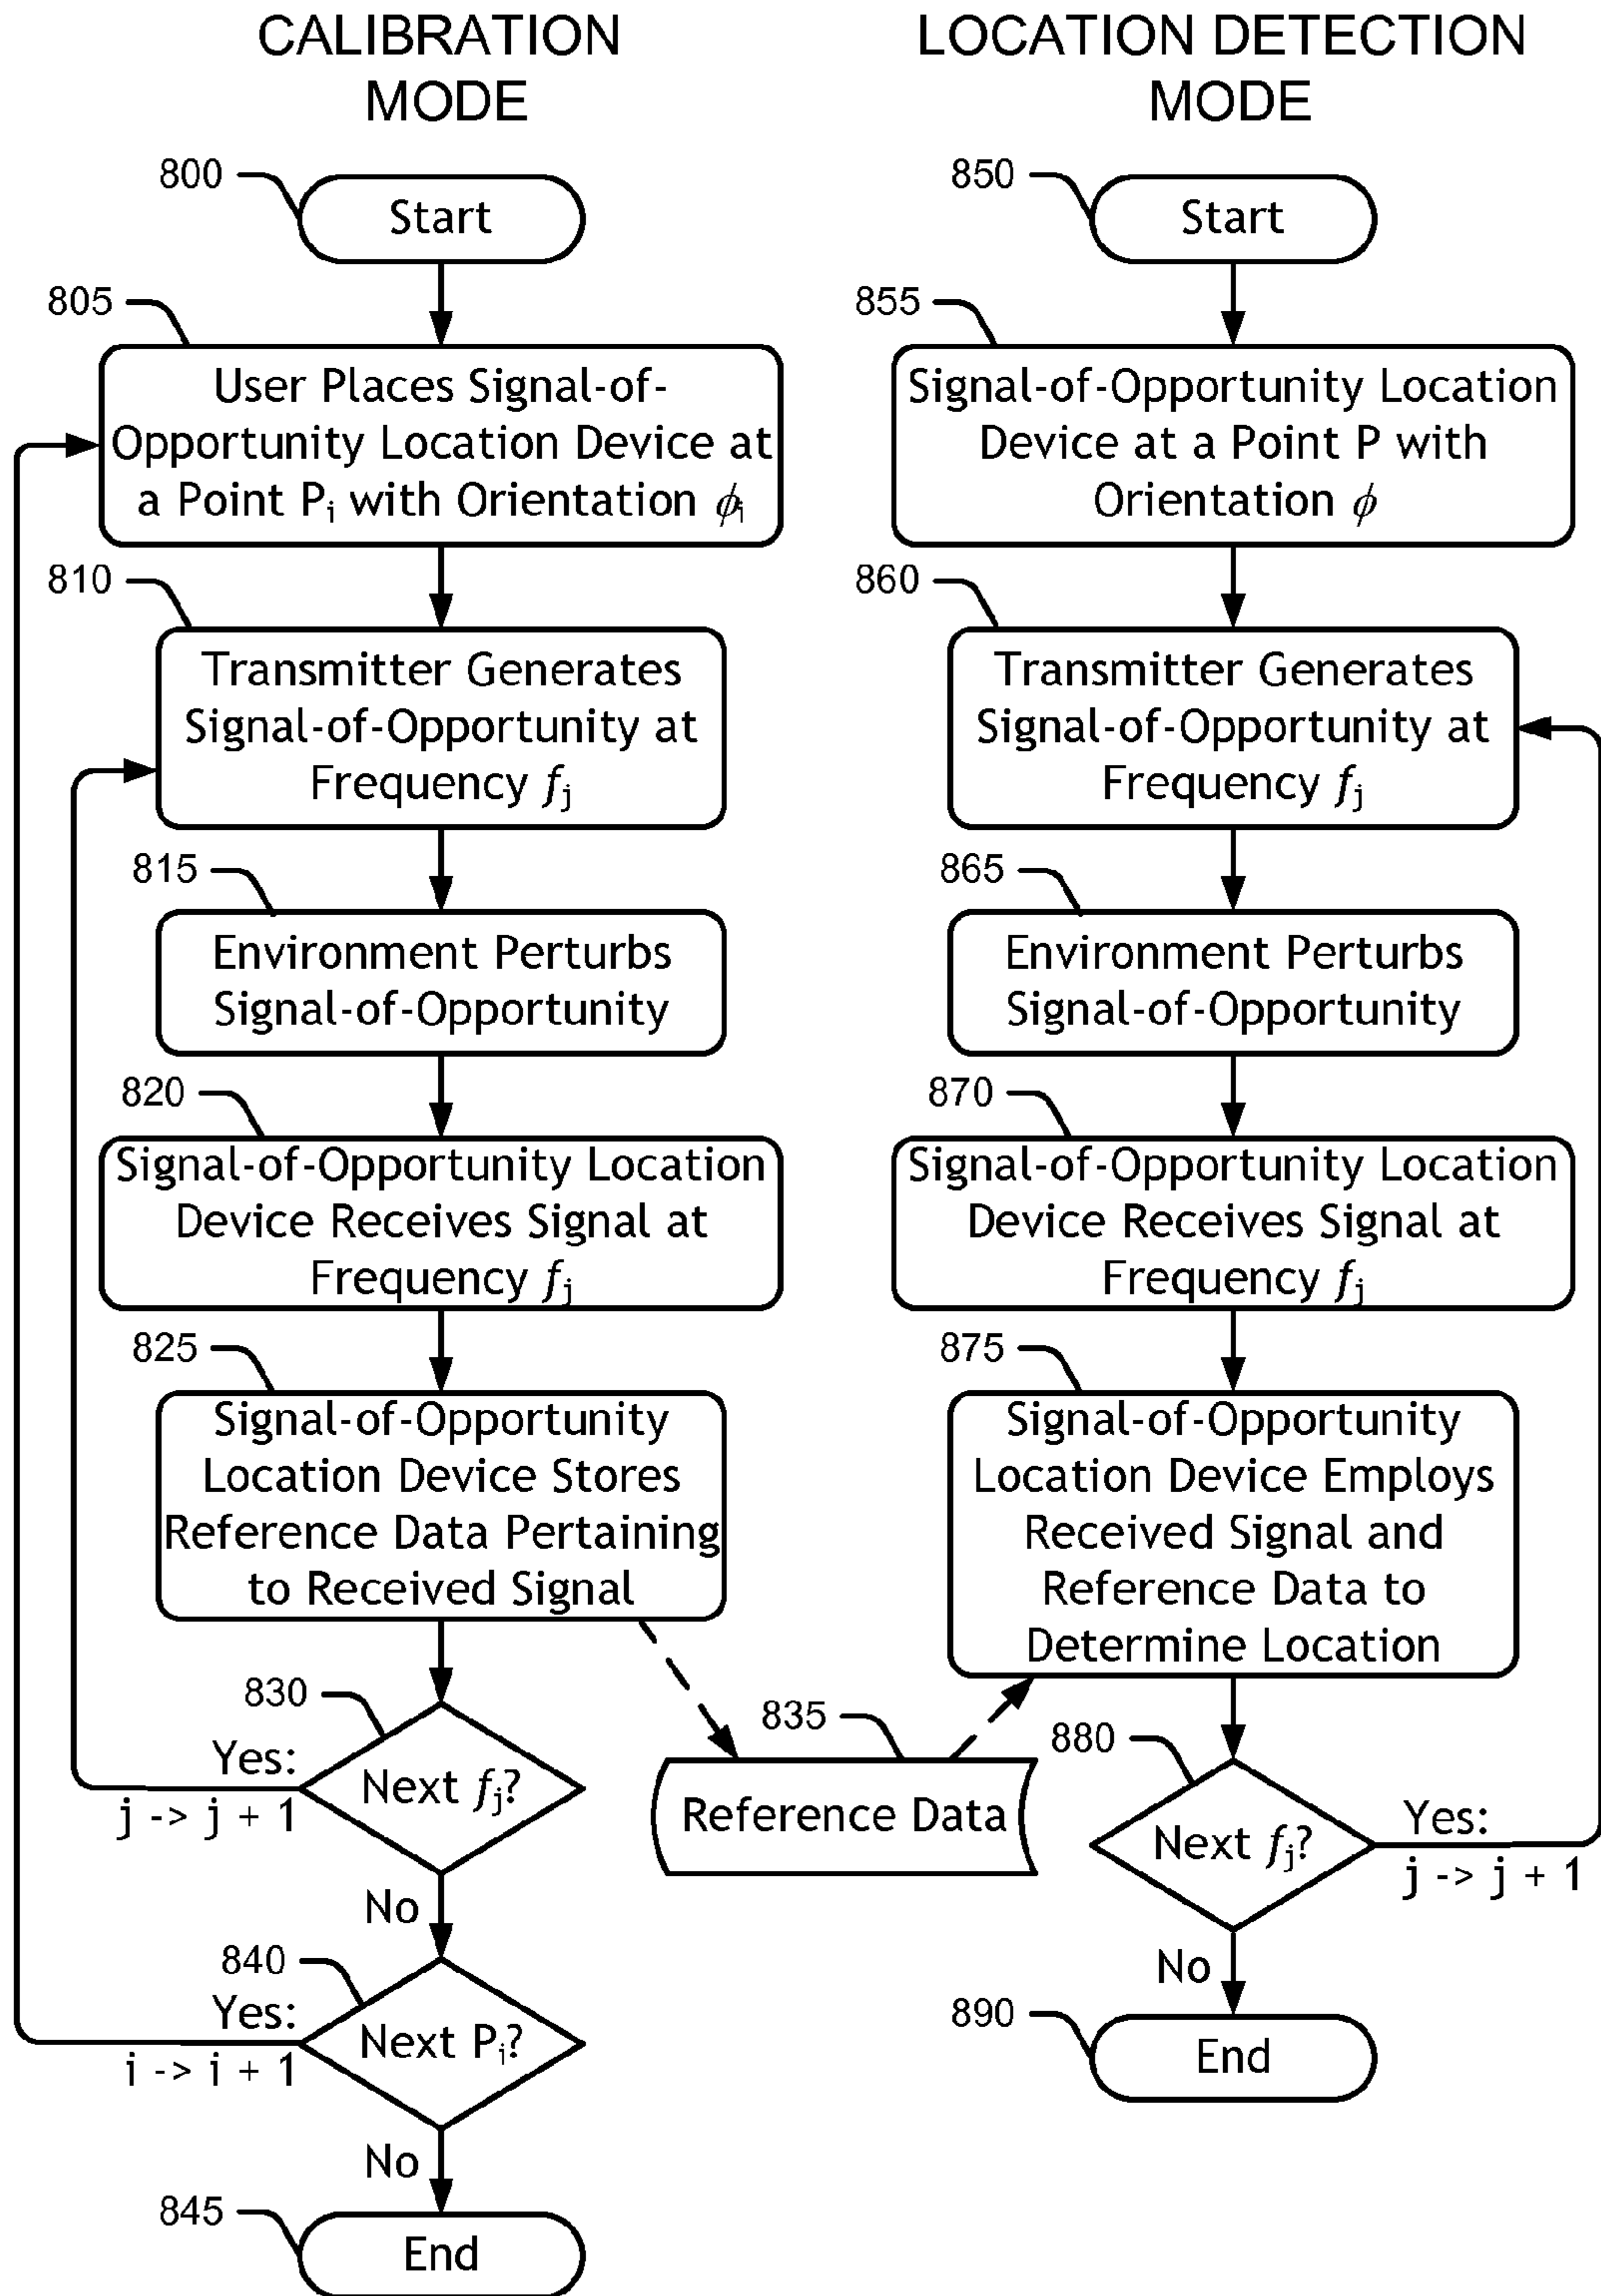 CALIBRATION
MODE
800
Start
805
User Places Signal-of-
Opportunity Location Device at
a Point Pi with Orientation ϕi
810
Transmitter Generates
Signal-of-Opportunity at
Frequency fj
815
Environment Perturbs
Signal-of-Opportunity
820
Signal-of-Opportunity Location
Device Receives Signal at
Frequency fj
825
Signal-of-Opportunity
Location Device Stores
Reference Data Pertaining
to Received Signal
830
Yes:
j -> j + 1
Next fj?
No
835
Reference Data
840
Yes:
i -> i + 1
Next Pi?
No
845
End
LOCATION DETECTION
MODE
850
Start
855
Signal-of-Opportunity Location
Device at a Point P with
Orientation ϕ
860
Transmitter Generates
Signal-of-Opportunity at
Frequency fj
865
Environment Perturbs
Signal-of-Opportunity
870
Signal-of-Opportunity Location
Device Receives Signal at
Frequency fj
875
Signal-of-Opportunity
Location Device Employs
Received Signal and
Reference Data to
Determine Location
880
Next fj?
Yes:
j -> j + 1
No
890
End